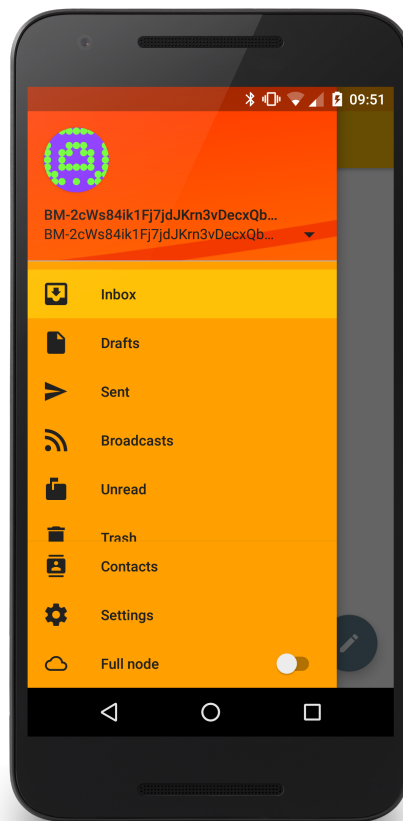 09:51
BM-2cWs84ik1Fj7jdJKrn3vDecxQb...
BM-2cWs84ik1Fj7jdJKrn3vDecxQb...
Inbox
Drafts
Sent
Broadcasts
Unread
Trash
Contacts
Settings
Full node